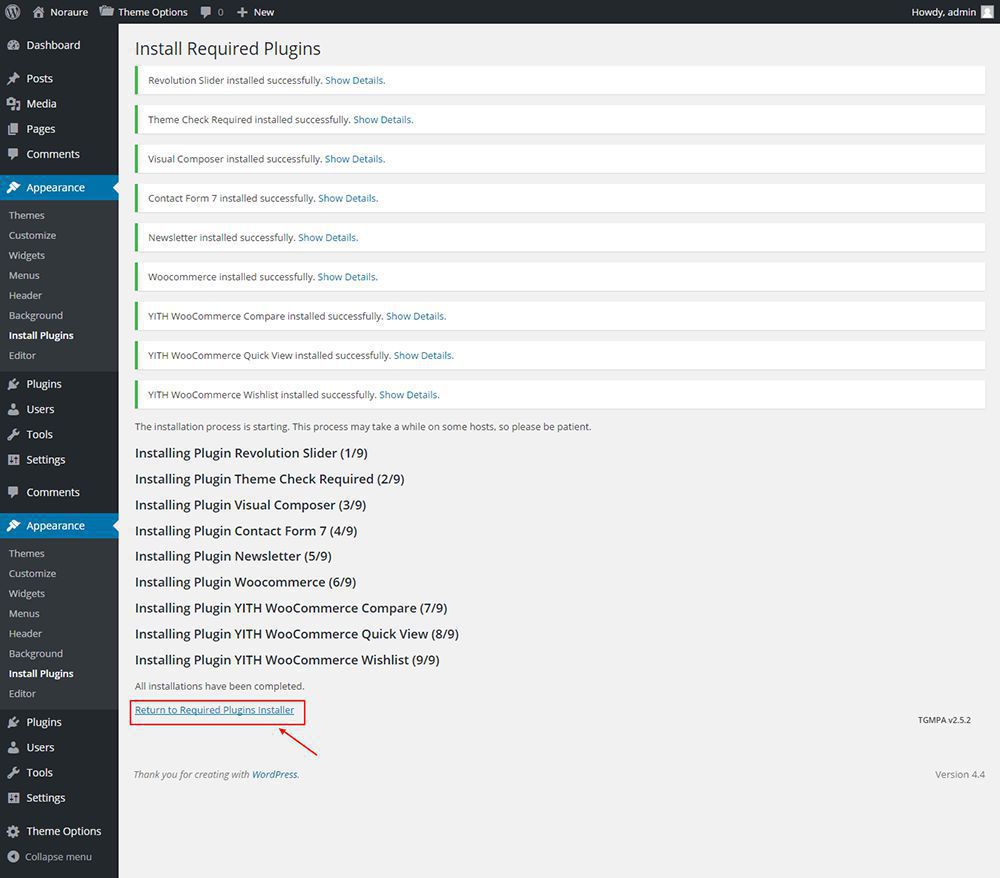 Noraure Theme Options 0 New Howdy, admin
Dashboard
Posts
Media
Pages
Comments
Appearance
Themes
Customize
Widgets
Menus
Header
Background
Install Plugins
Editor
Plugins
Users
Tools
Settings
Comments
Appearance
Themes
Customize
Widgets
Menus
Header
Background
Install Plugins
Editor
Plugins
Users
Tools
Settings
Theme Options
Collapse menu
Install Required Plugins
Revolution Slider installed successfully. Show Details.
Theme Check Required installed successfully. Show Details.
Visual Composer installed successfully. Show Details.
Contact Form 7 installed successfully. Show Details.
Newsletter installed successfully. Show Details.
Woocommerce installed successfully. Show Details.
YITH WooCommerce Compare installed successfully. Show Details.
YITH WooCommerce Quick View installed successfully. Show Details.
YITH WooCommerce Wishlist installed successfully. Show Details.
The installation process is starting. This process may take a while on some hosts, so please be patient.
Installing Plugin Revolution Slider (1/9)
Installing Plugin Theme Check Required (2/9)
Installing Plugin Visual Composer (3/9)
Installing Plugin Contact Form 7 (4/9)
Installing Plugin Newsletter (5/9)
Installing Plugin Woocommerce (6/9)
Installing Plugin YITH WooCommerce Compare (7/9)
Installing Plugin YITH WooCommerce Quick View (8/9)
Installing Plugin YITH WooCommerce Wishlist (9/9)
All installations have been completed.
Return to Required Plugins Installer
TGMPA v2.5.2
Thank you for creating with WordPress.
Version 4.4